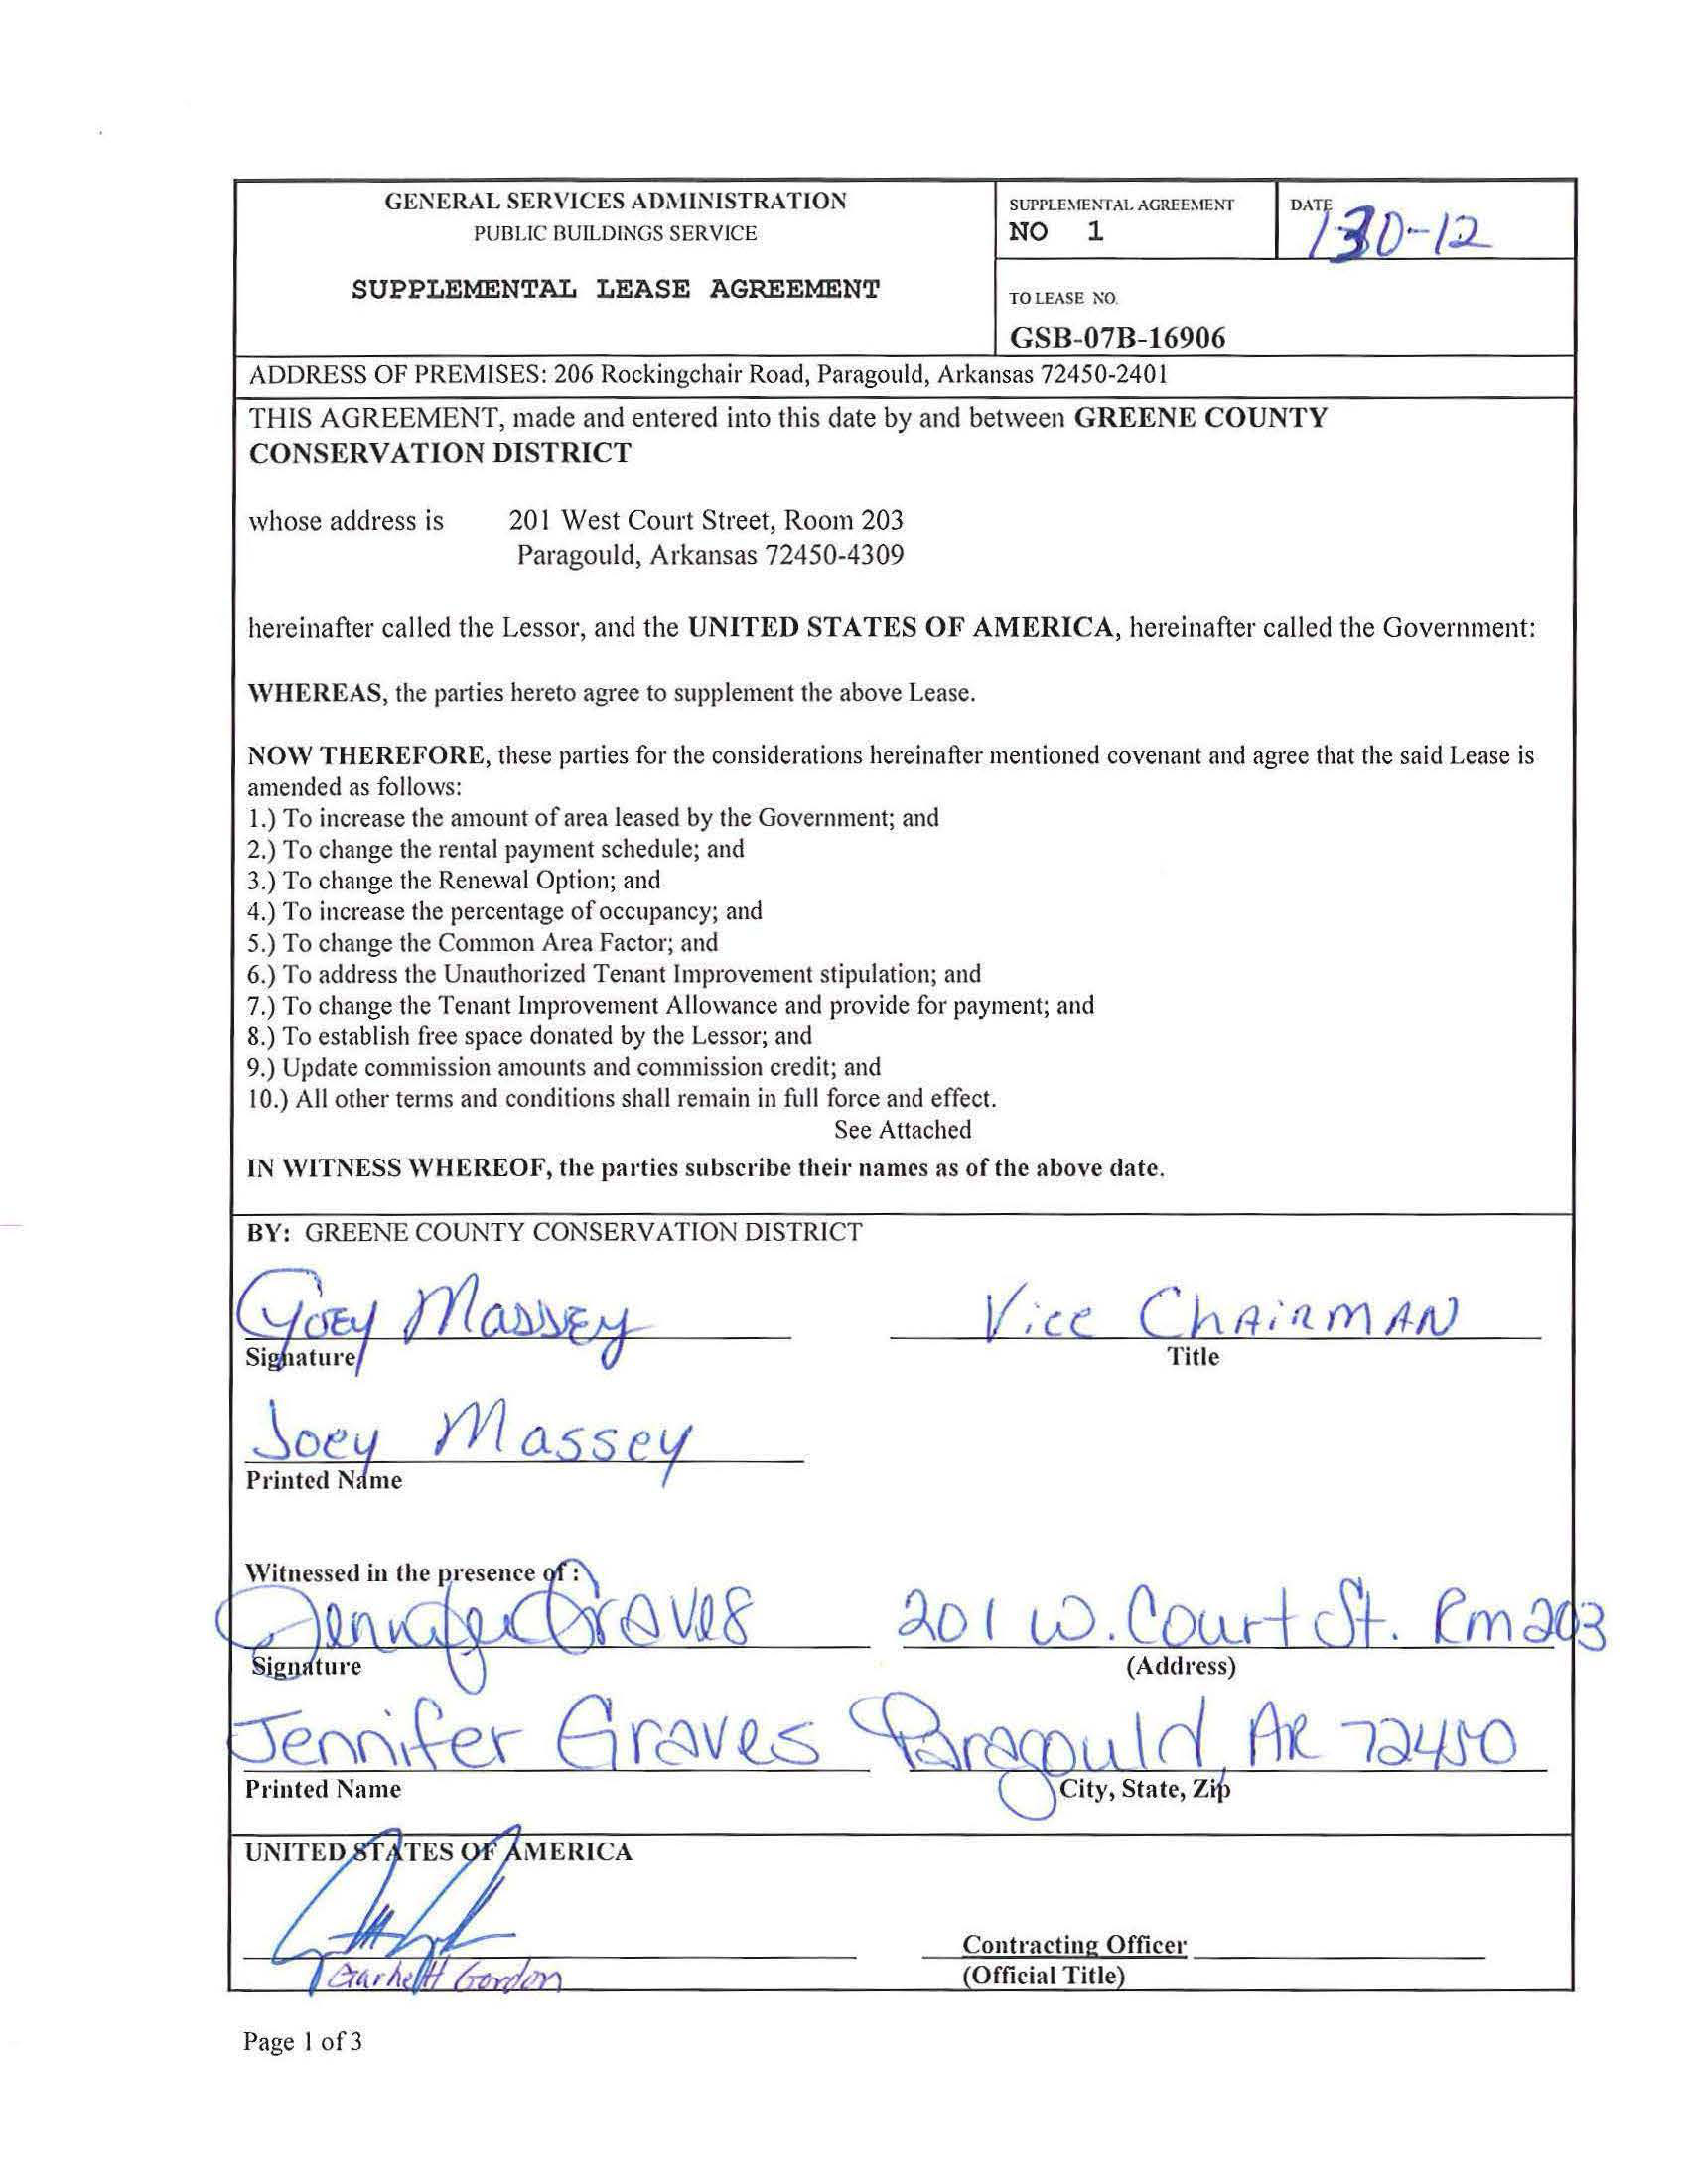 GENERAL SERVICES ADMINISTRATION
PUBLIC BUILDINGS SERVICE
SUPPLEMENTAL LEASE AGREEMENT
SUPPLEMENTAL AGREEMENT
NO 1
DATE
130-12
TO LEASE NO.
GSB-07B-16906
ADDRESS OF PREMISES: 206 Rockingchair Road, Paragould, Arkansas 72450-2401
THIS AGREEMENT, made and entered into this date by and between GREENE COUNTY
CONSERVATION DISTRICT
whose address is 201 West Court Street, Room 203
Paragould, Arkansas 72450-4309
hereinafter called the Lessor, and the UNITED STATES OF AMERICA, hereinafter called the Government:
WHEREAS, the parties hereto agree to supplement the above Lease.
NOW THEREFORE, these parties for the considerations hereinafter mentioned covenant and agree that the said Lease is
amended as follows:
1.) To increase the amount of area leased by the Government; and
2.) To change the rental payment schedule; and
3.) To change the Renewal Option; and
4.) To increase the percentage of occupancy; and
5.) To change the Common Area Factor; and
6.) To address the Unauthorized Tenant Improvement stipulation; and
7.) To change the Tenant Improvement Allowance and provide for payment; and
8.) To establish free space donated by the Lessor; and
9.) Update commission amounts and commission credit; and
10.) All other terms and conditions shall remain in full force and effect.
See Attached
IN WITNESS WHEREOF, the parties subscribe their names as of the above date.
BY: GREENE COUNTY CONSERVATION DISTRICT
Joey Massey Vice Chairman
Signature Title
Joey Massey
Printed Name
Witnessed in the presence of :
Jennifer Graves 201 W. Court St. Rm 203
Signature (Address)
Jennifer Graves Paragould, AR 72450
Printed Name City, State, Zip
UNITED STATES OF AMERICA
Contracting Officer
Garhett Gordon (Official Title)
Page 1 of 3